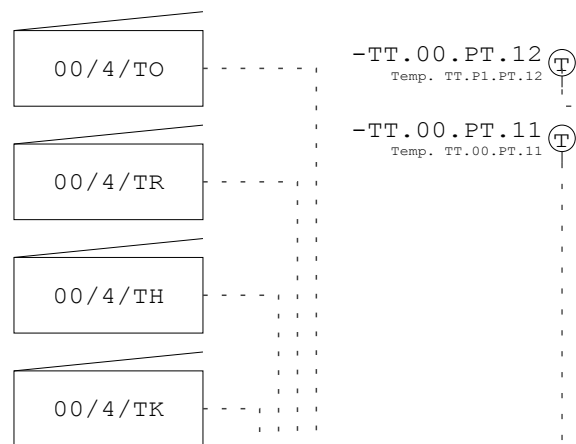 00/4/TO
-TT.00.PT.12
T
Temp. TT.P1.PT.12
-TT.00.PT.11
T
Temp. TT.00.PT.11
00/4/TR
00/4/TH
00/4/TK